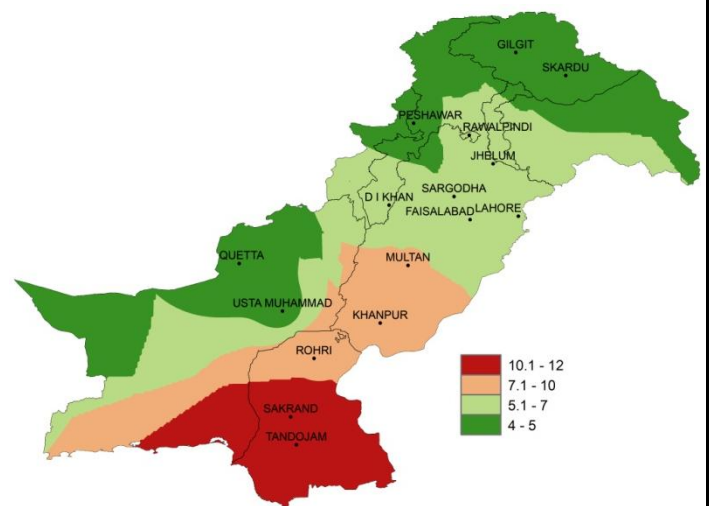 GILGIT
SKARDU
PESHAWAR
RAWALPINDI
JHELUM
SARGODHA
D I KHAN
FAISALABAD
LAHORE
QUETTA
MULTAN
USTA MUHAMMAD
KHANPUR
ROHRI
10.1 - 12
7.1 - 10
5.1 - 7
4 - 5
SAKRAND
TANDOJAM